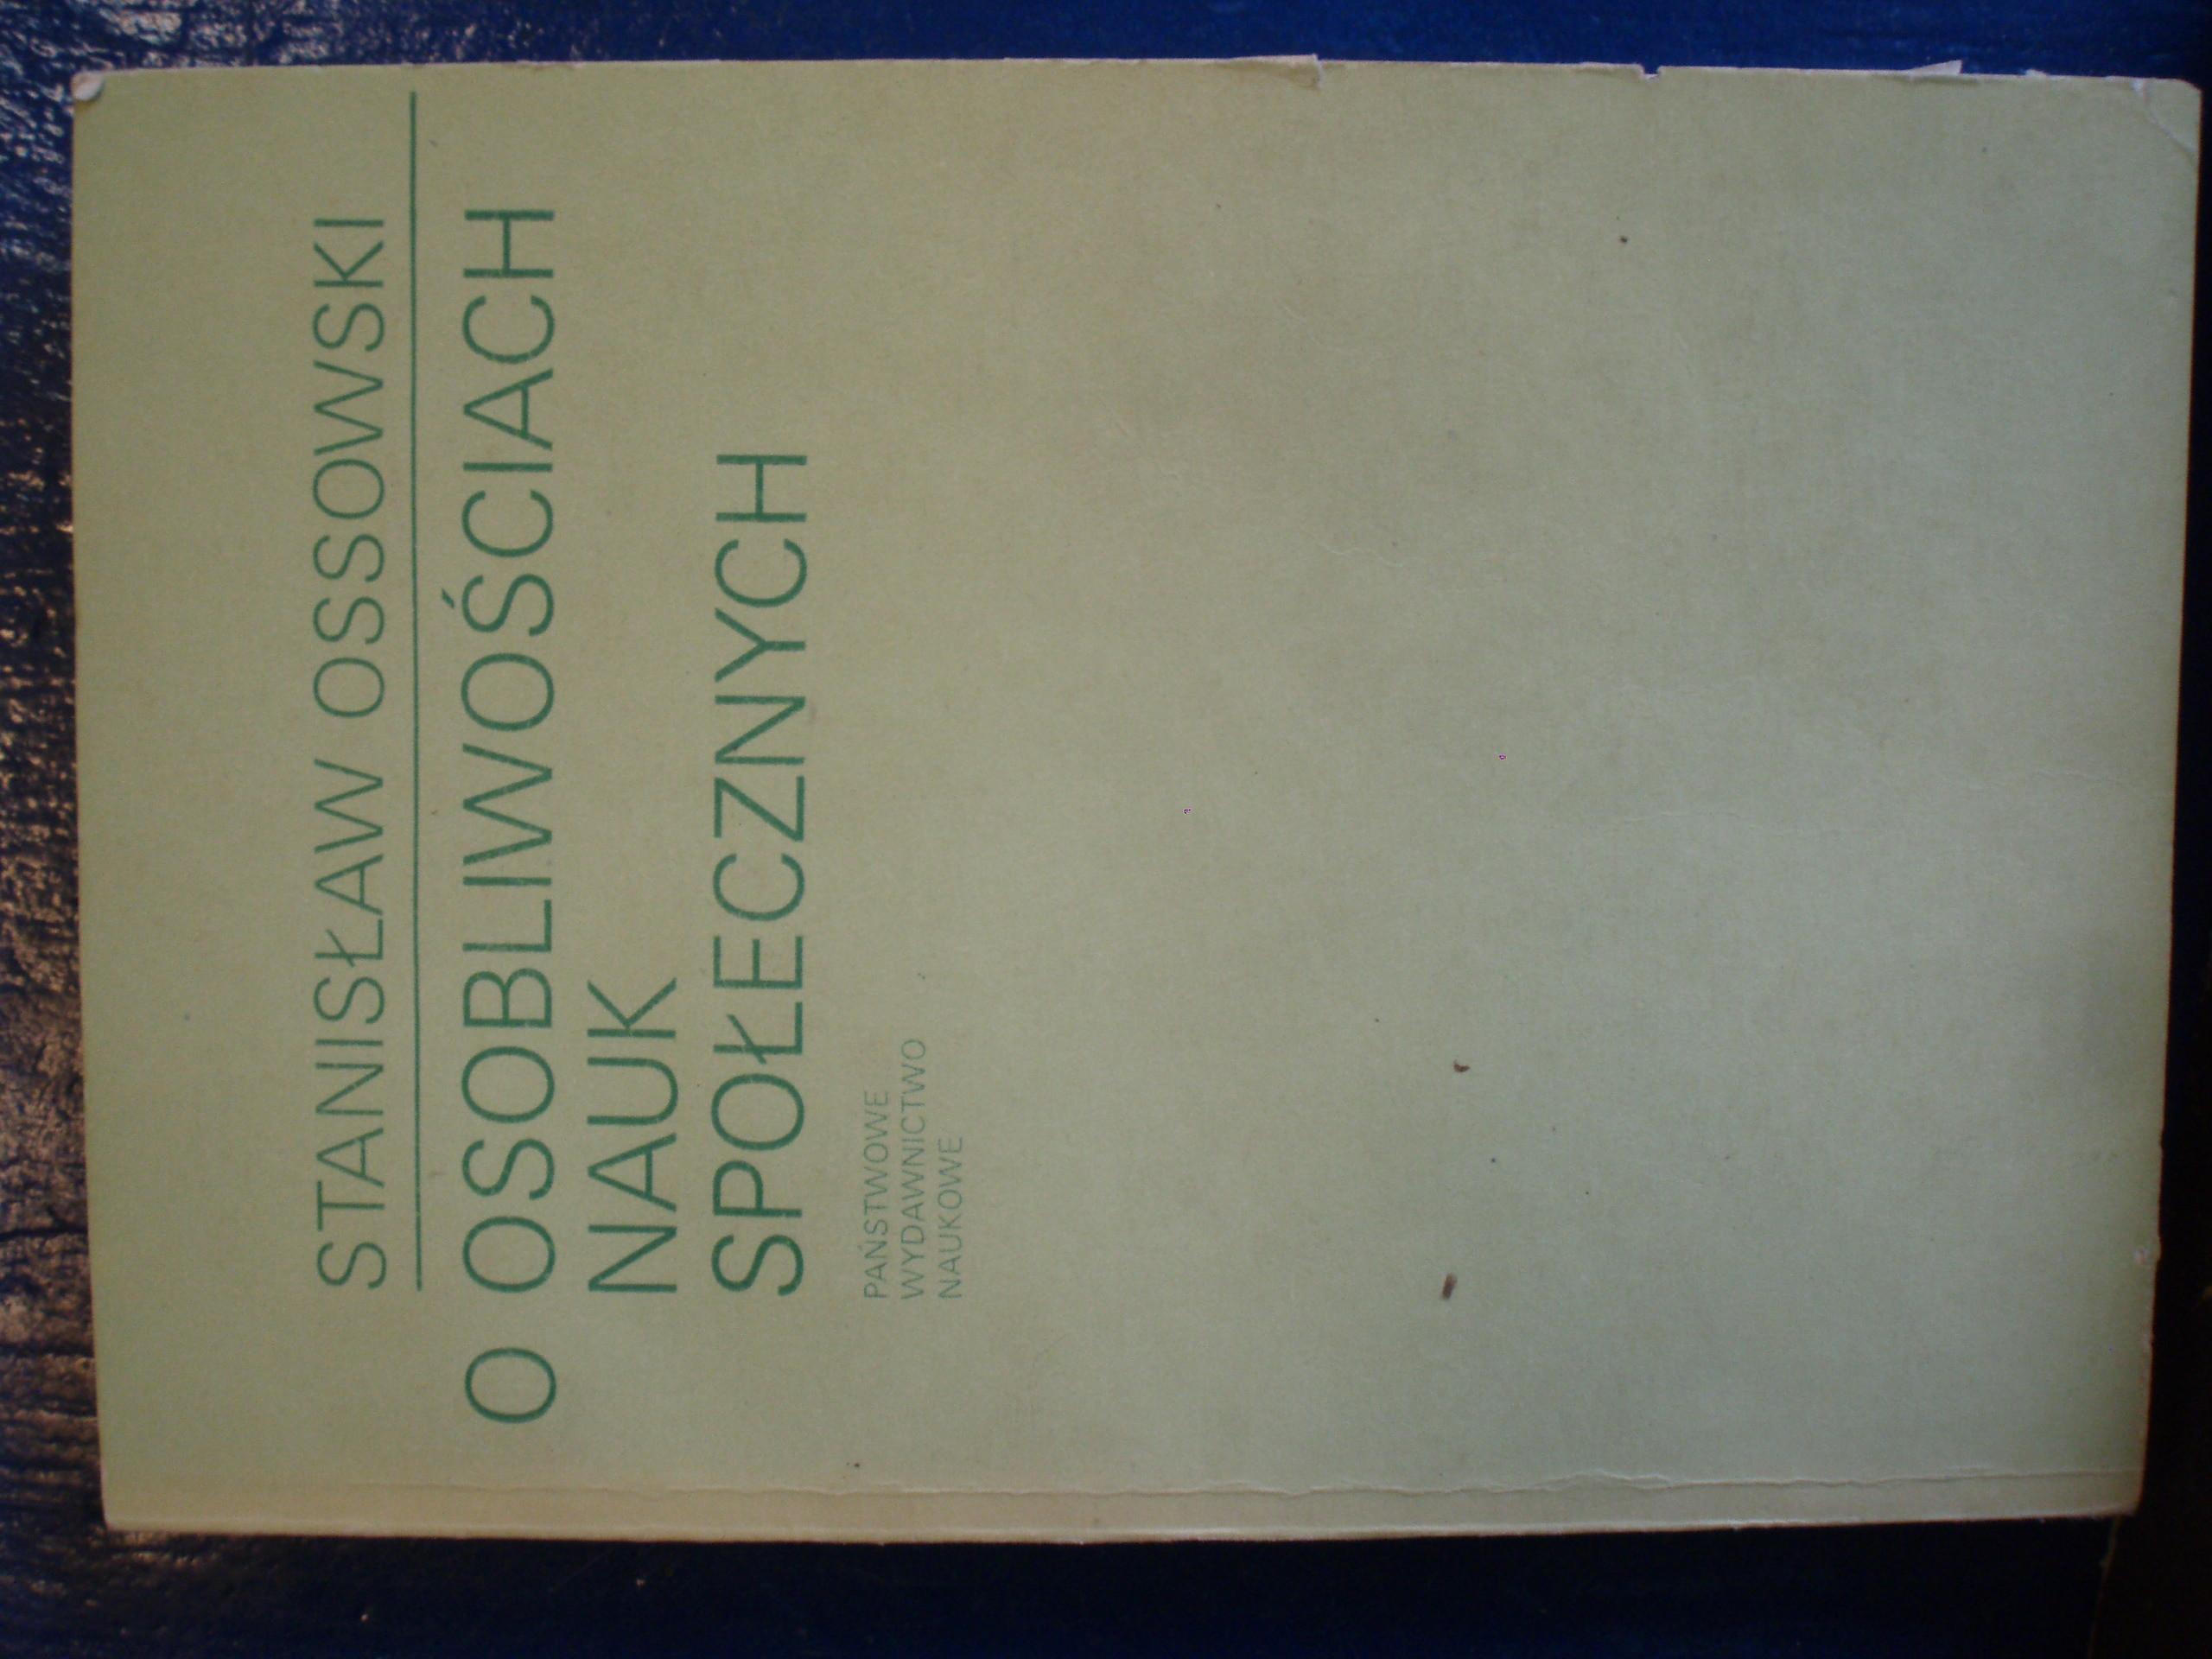 STANISŁAW OSSOWSKI
O OSOBLIWOŚCIACH
NAUK
SPOŁECZNYCH
PAŃSTWOWE
WYDAWNICTWO
NAUKOWE